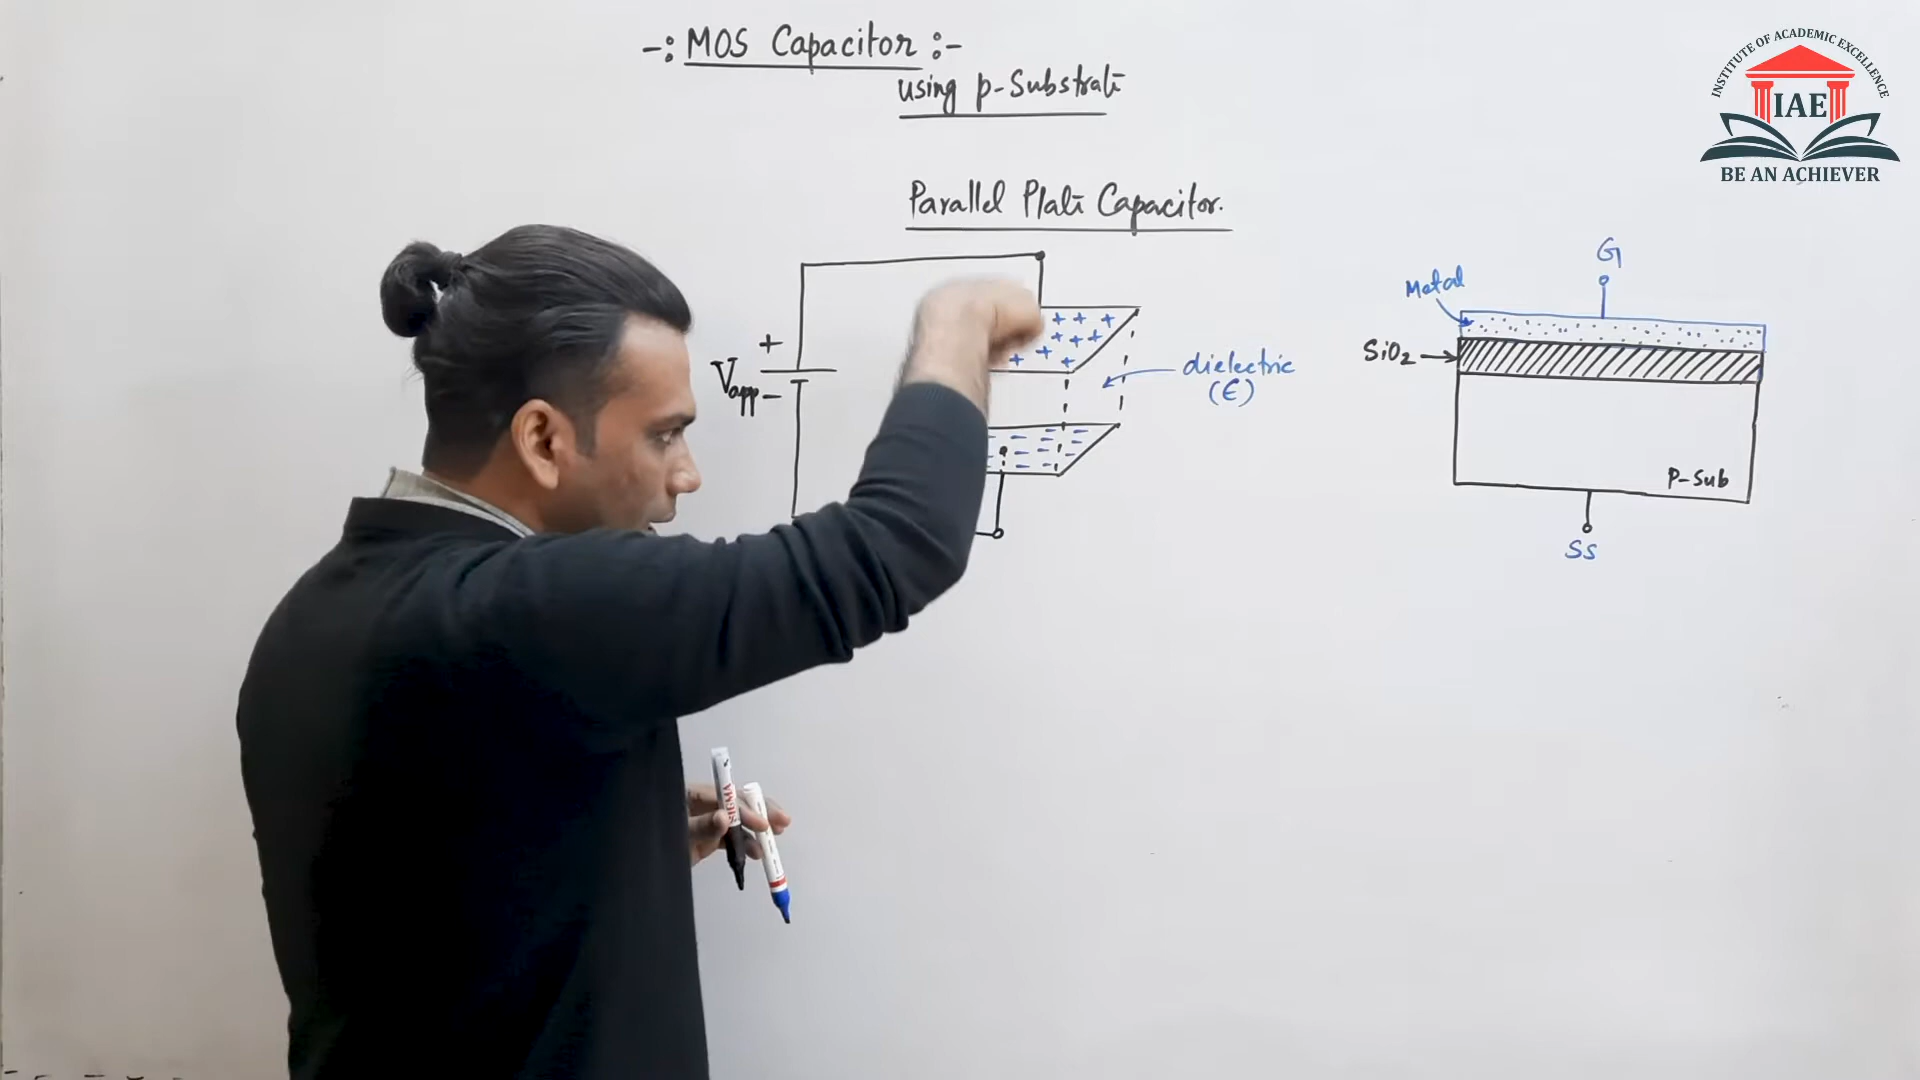 -: MOS Capacitor :-
using p-Substrate
Parallel Plate Capacitor.
+
Vapp
-
+ + +
+ + + +
+ + +
dielectric
(ϵ)
G
Metal
SiO2
P-Sub
Ss
SIGMA
INSTITUTE OF ACADEMIC EXCELLENCE
IAE
BE AN ACHIEVER